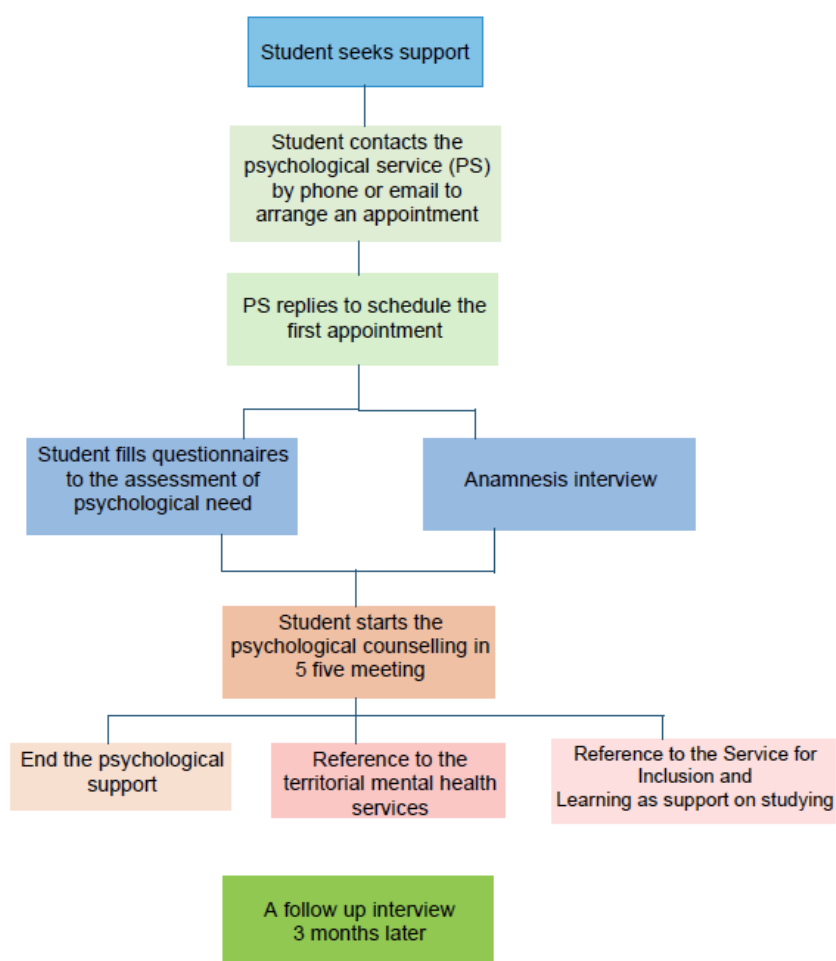 Student seeks support
Student contacts the
psychological service (PS)
by phone or email to
arrange an appointment
PS replies to schedule the
first appointment
Student fills questionnaires
to the assessment of
psychological need
Anamnesis interview
Student starts the
psychological counselling in
5 five meeting
End the psychological
support
Reference to the
territorial mental health
services
Reference to the Service for
Inclusion and
Learning as support on studying
A follow up interview
3 months later